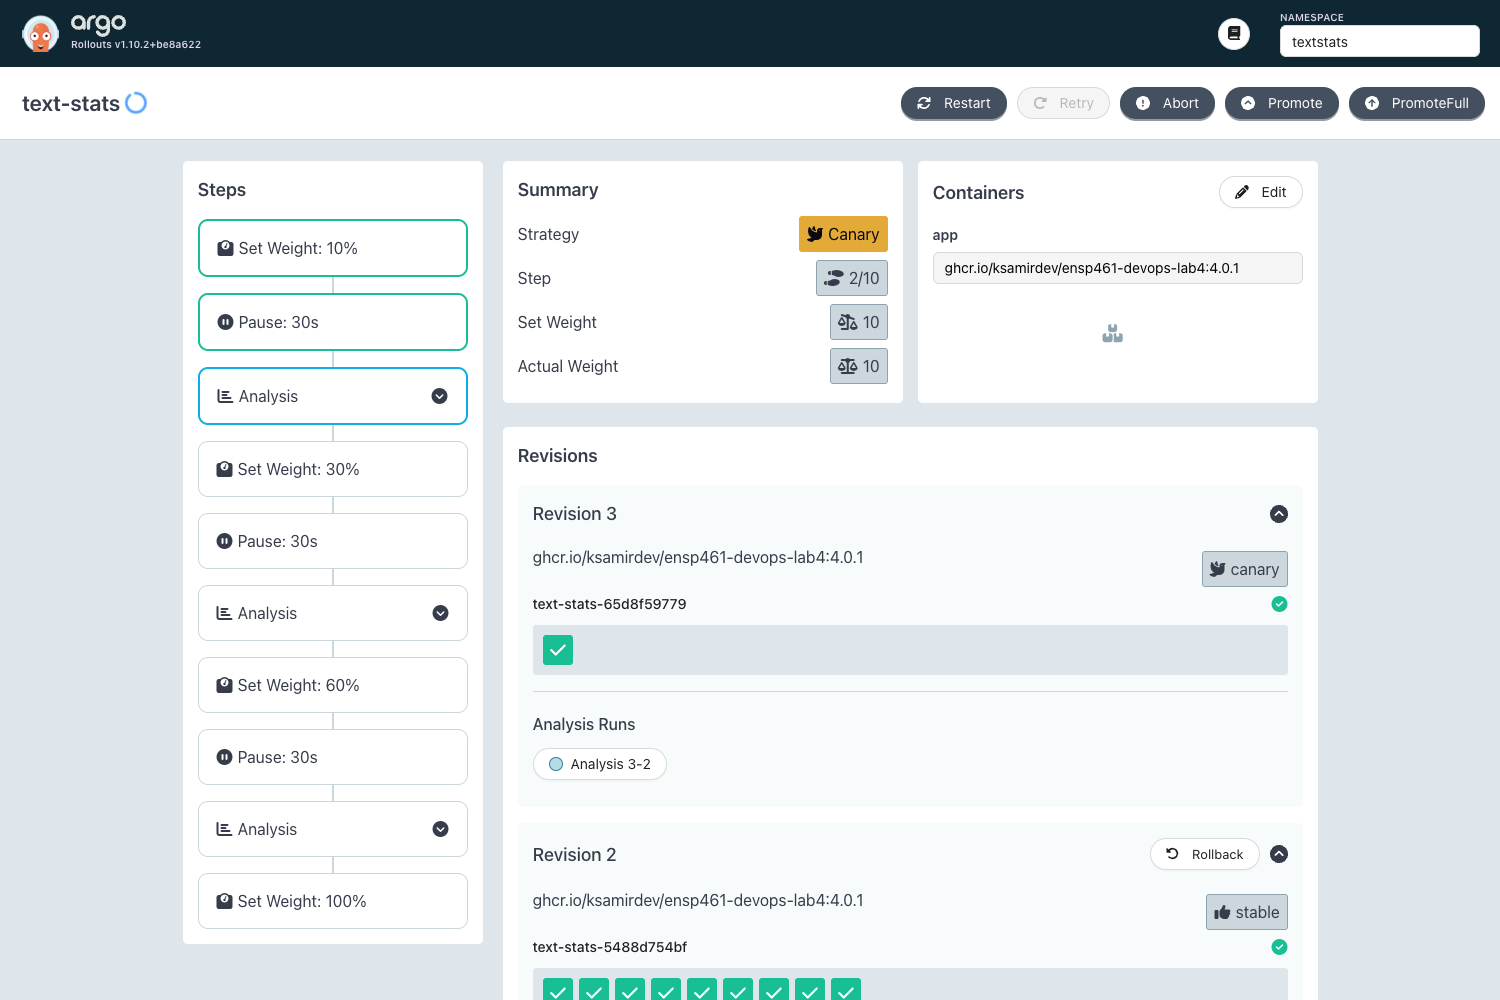 argo
Rollouts v1.10.2+be8a622
NAMESPACE
textstats
text-stats
Restart
Retry
Abort
Promote
PromoteFull
Steps
Set Weight: 10%
Pause: 30s
Analysis
Set Weight: 30%
Pause: 30s
Analysis
Set Weight: 60%
Pause: 30s
Analysis
Set Weight: 100%
Summary
Strategy
Canary
Step
2/10
Set Weight
10
Actual Weight
10
Containers
Edit
app
ghcr.io/ksamirdev/ensp461-devops-lab4:4.0.1
Revisions
Revision 3
ghcr.io/ksamirdev/ensp461-devops-lab4:4.0.1
canary
text-stats-65d8f59779
Analysis Runs
Analysis 3-2
Revision 2
Rollback
ghcr.io/ksamirdev/ensp461-devops-lab4:4.0.1
stable
text-stats-5488d754bf